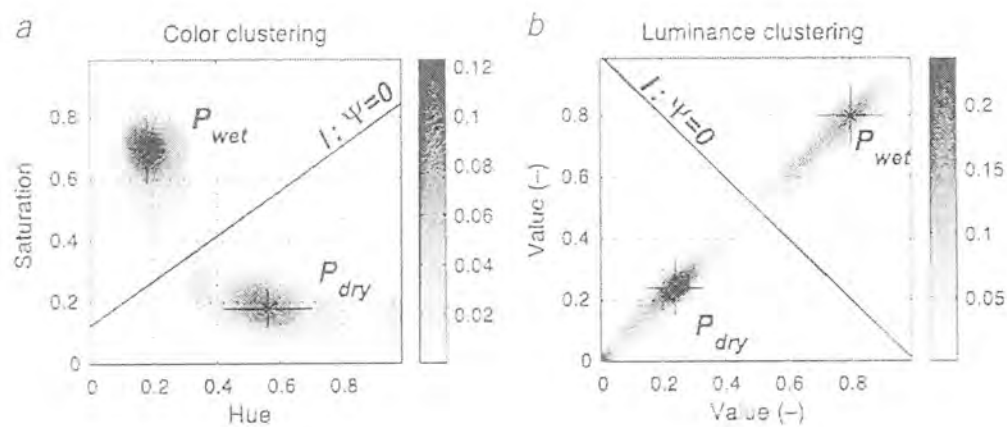 a
Color clustering
P wet
l: Ψ=0
P dry
Saturation
0.8
0.6
0.4
0.2
0
0
0.2
0.4
0.6
0.8
Hue
0.12
0.1
0.08
0.06
0.04
0.02
b
Luminance clustering
l: Ψ=0
P wet
P dry
Value (–)
0.8
0.6
0.4
0.2
0
0
0.2
0.4
0.6
0.8
Value (–)
0.2
0.15
0.1
0.05